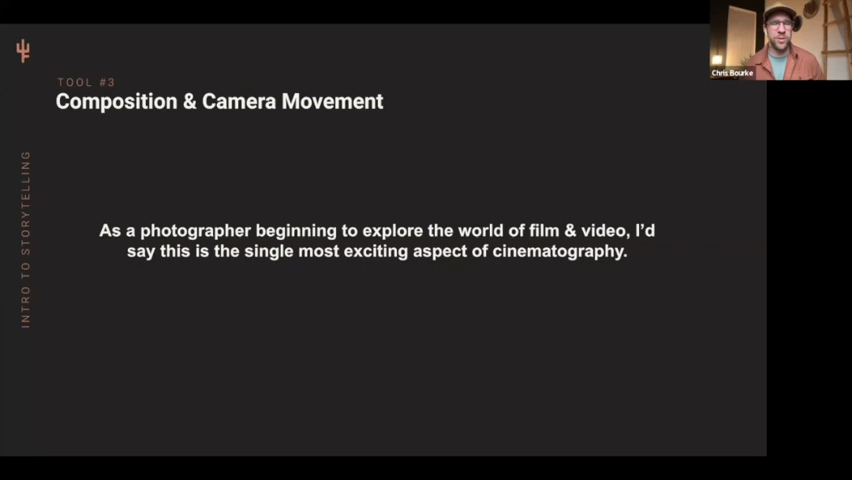 TOOL #3
Composition & Camera Movement
INTRO TO STORYTELLING
As a photographer beginning to explore the world of film & video, I’d
say this is the single most exciting aspect of cinematography.
Chris Bourke